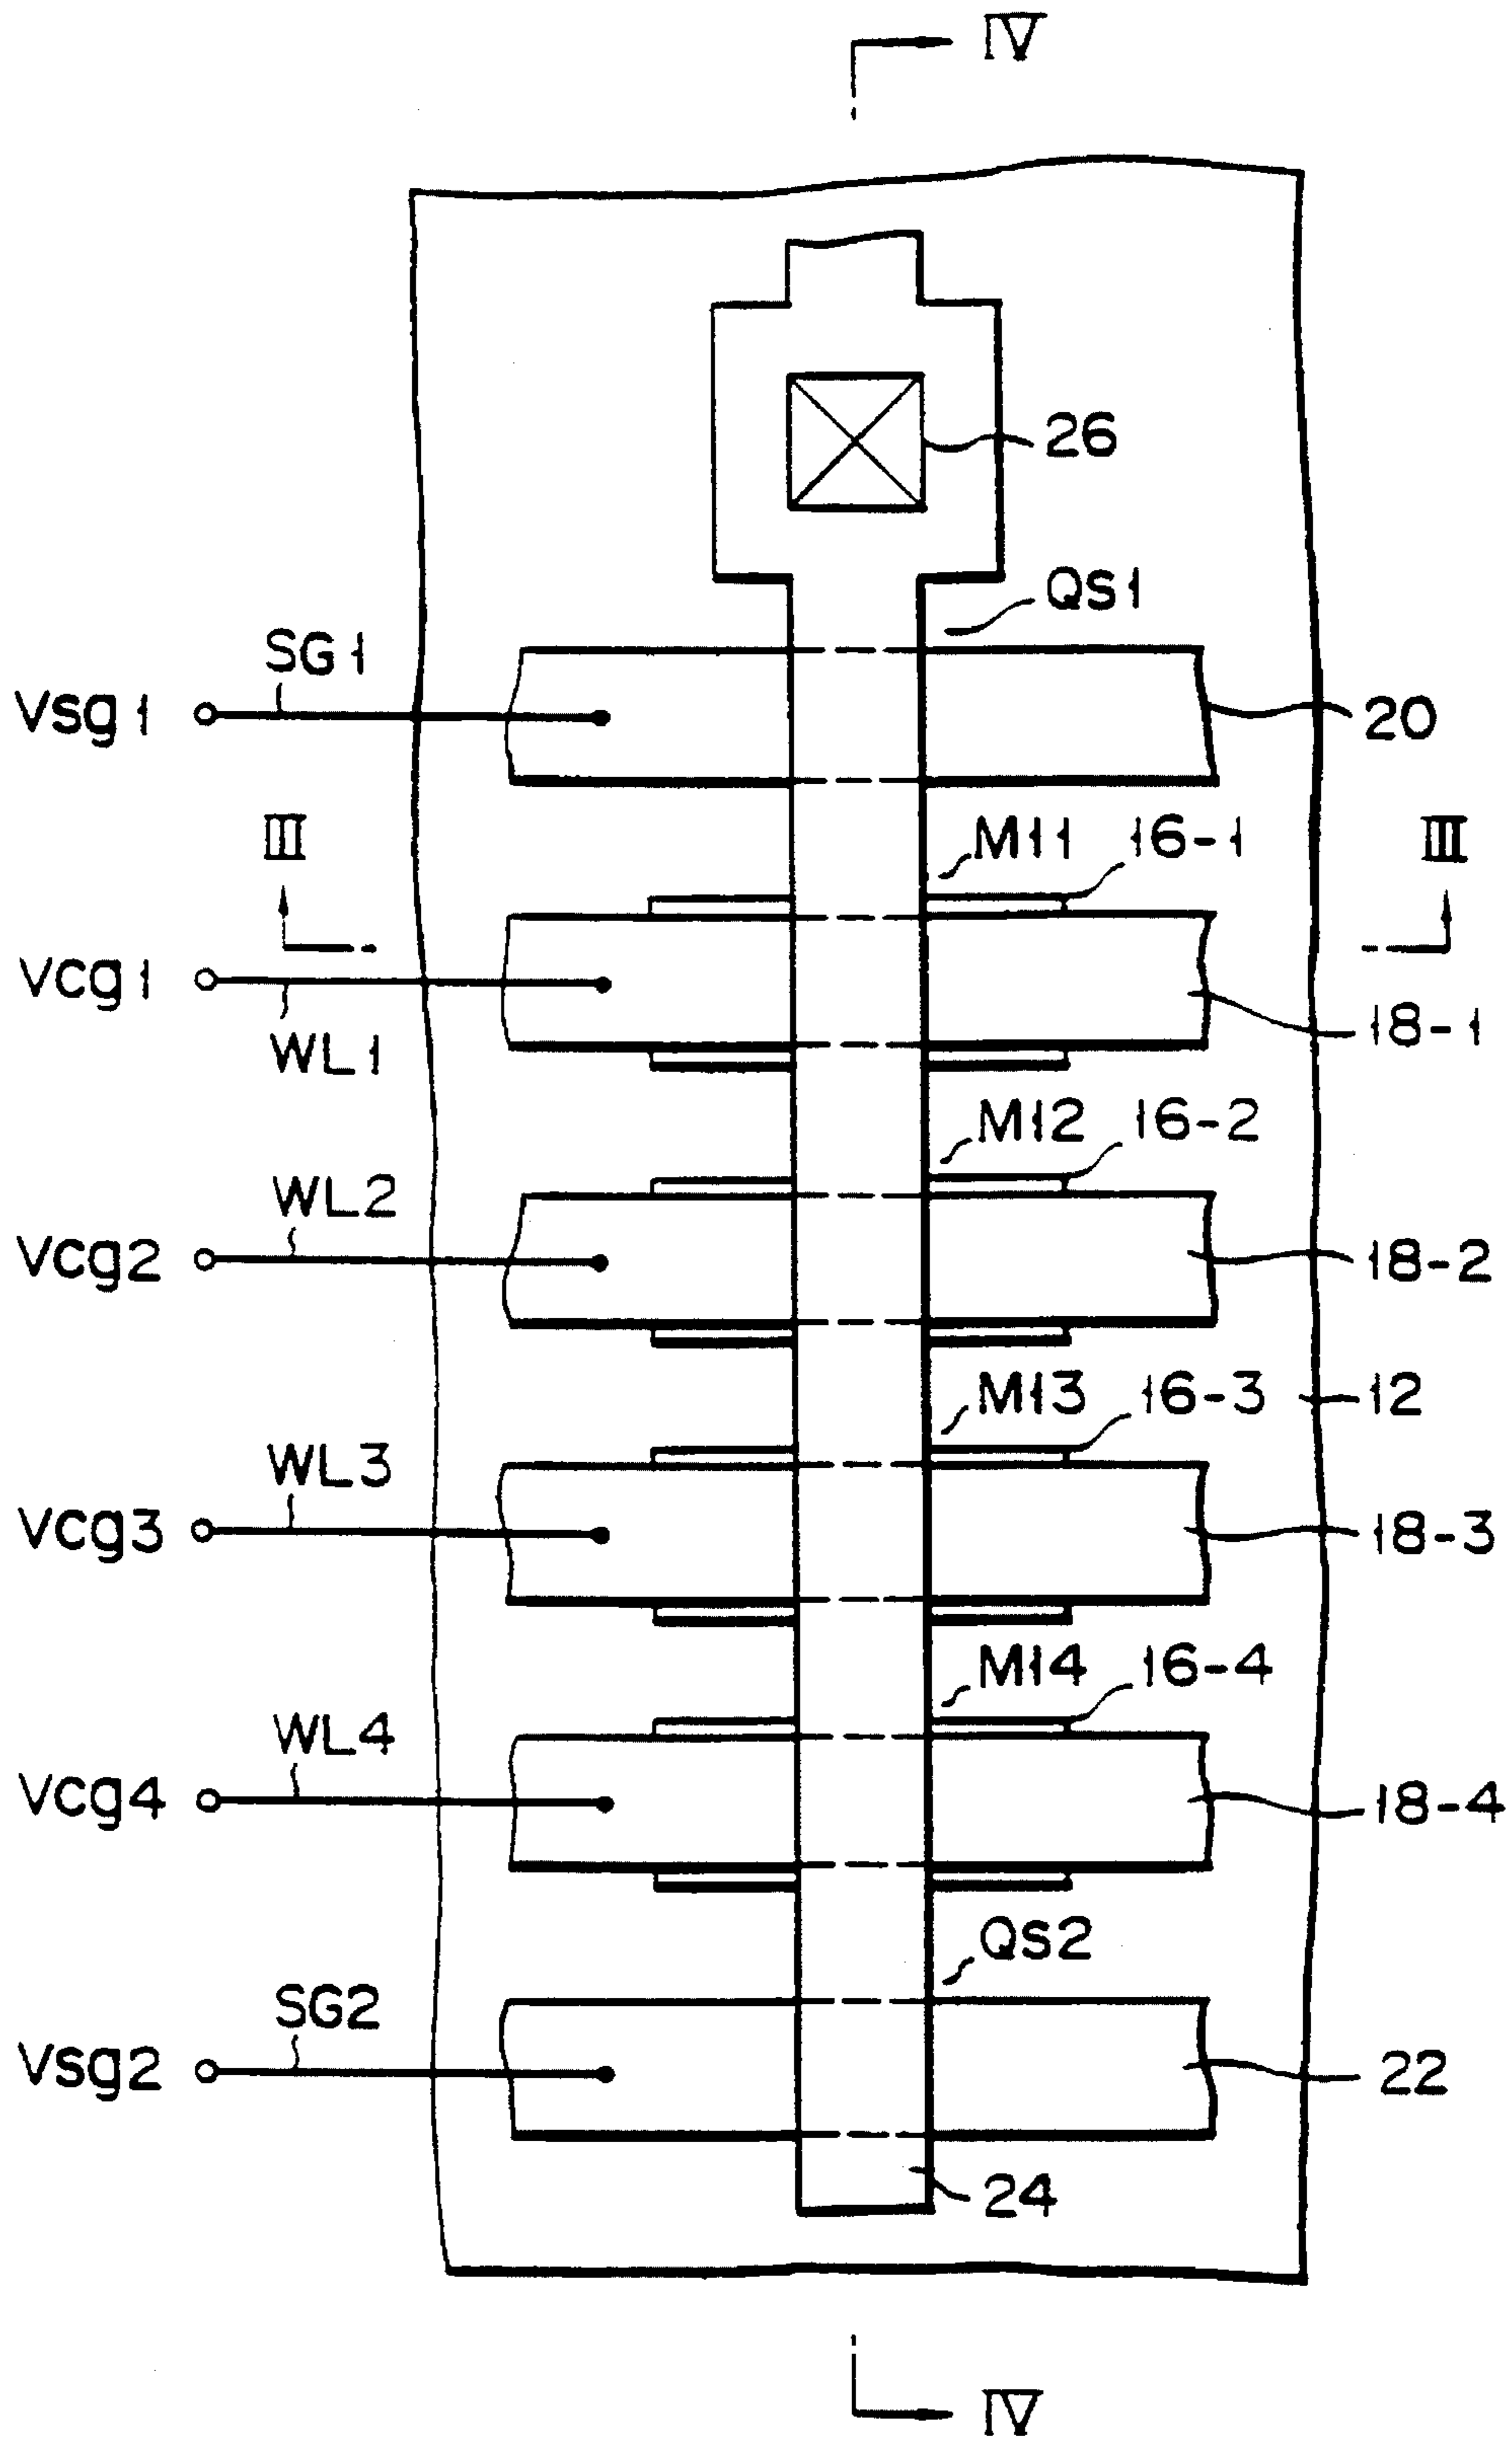 IV
26
QS1
SG1
Vsg1
20
III
M11
16-1
III
Vcg1
WL1
18-1
M12
16-2
WL2
Vcg2
18-2
M13
16-3
12
WL3
Vcg3
18-3
M14
16-4
WL4
Vcg4
18-4
QS2
SG2
Vsg2
22
24
IV